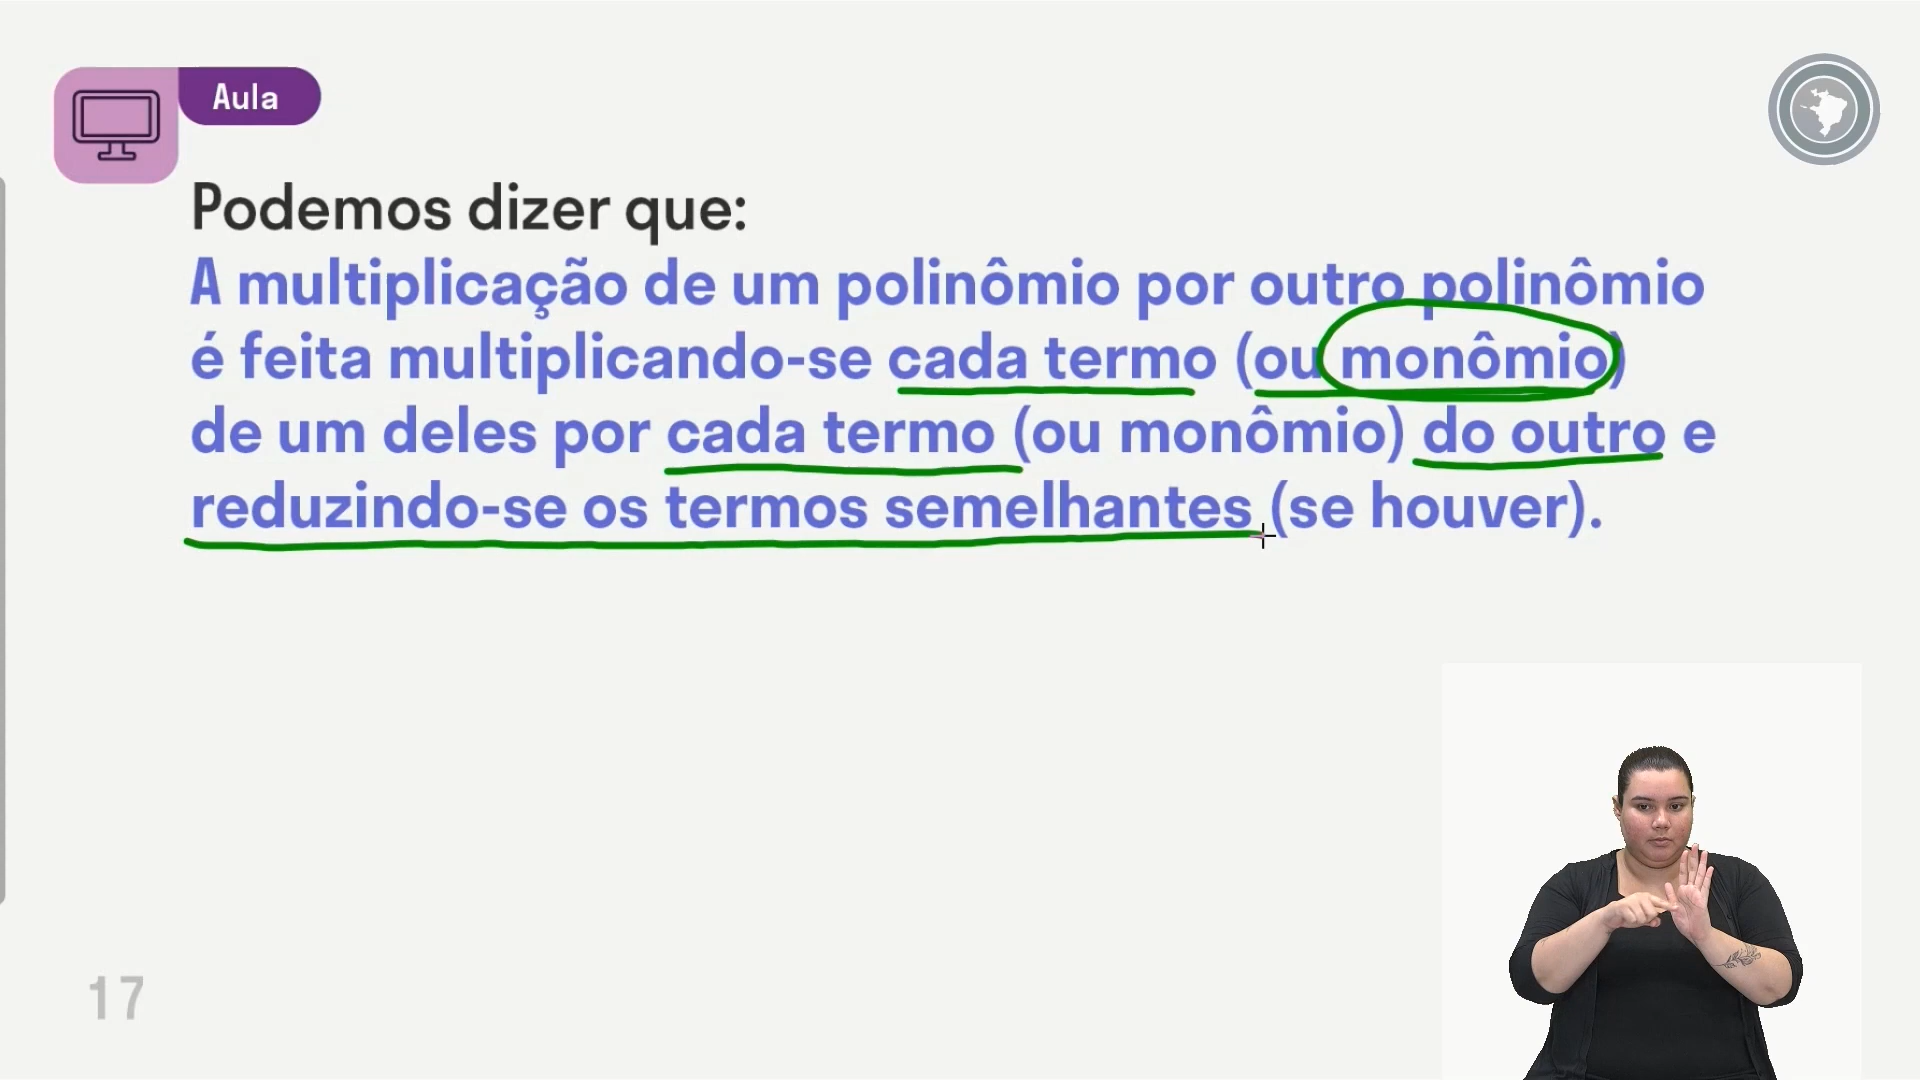 Aula
Podemos dizer que:
A multiplicação de um polinômio por outro polinômio
é feita multiplicando-se cada termo (ou monômio)
de um deles por cada termo (ou monômio) do outro e
reduzindo-se os termos semelhantes (se houver).
17